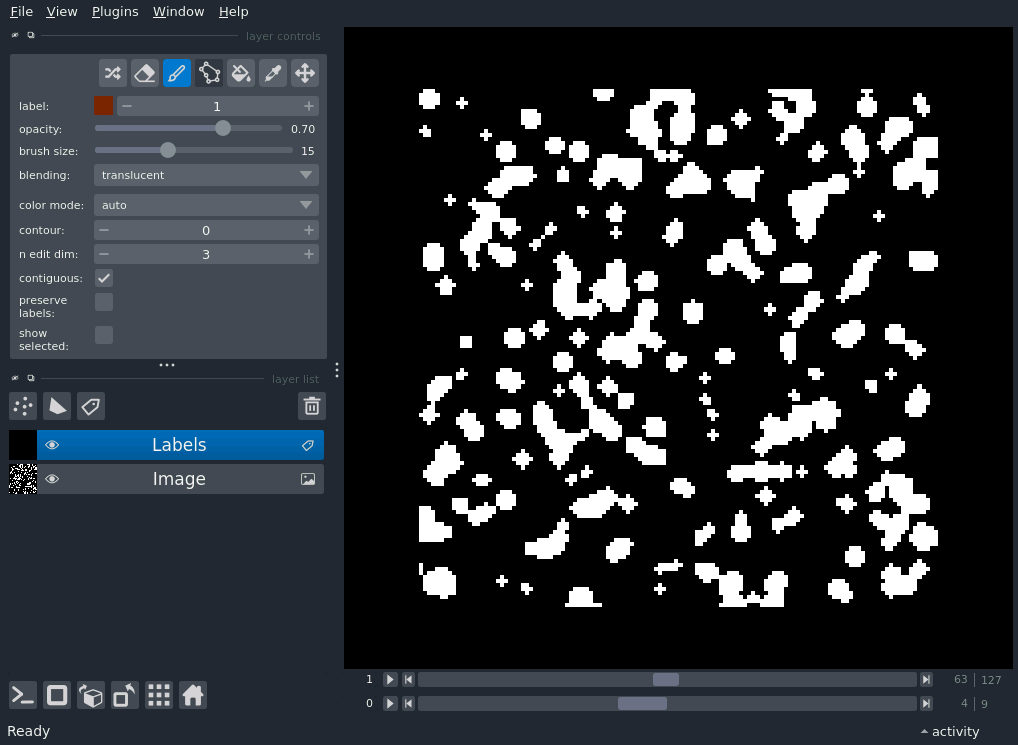 File View Plugins Window Help
layer controls
label: 1
opacity: 0.70
brush size: 15
blending: translucent
color mode: auto
contour: 0
n edit dim: 3
contiguous:
preserve
labels:
show
selected:
layer list
Labels
Image
1 63 127
0 4 9
Ready activity